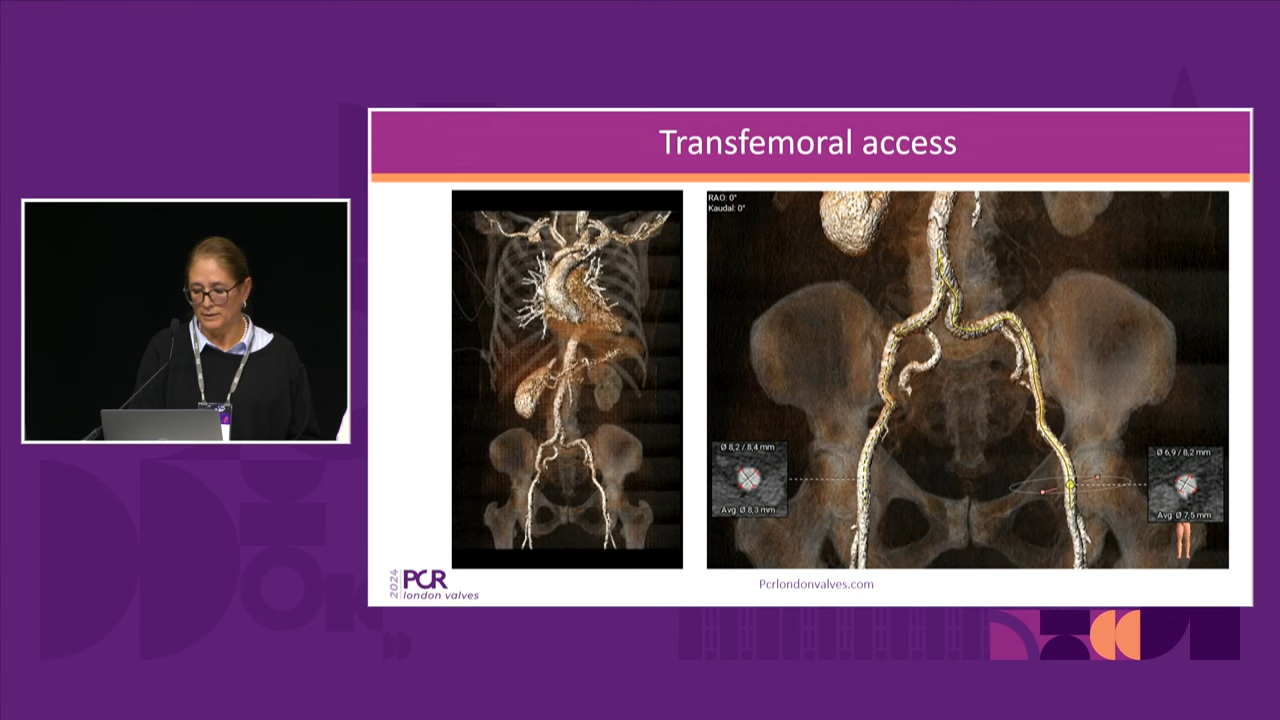 Transfemoral access
RAO: 0°
Kaudal: 0°
Ø 8,2 / 8,4 mm
Avg. Ø 8,3 mm
Ø 6,9 / 8,2 mm
Avg. Ø 7,5 mm
2024 PCR
london valves
Pcrlondonvalves.com